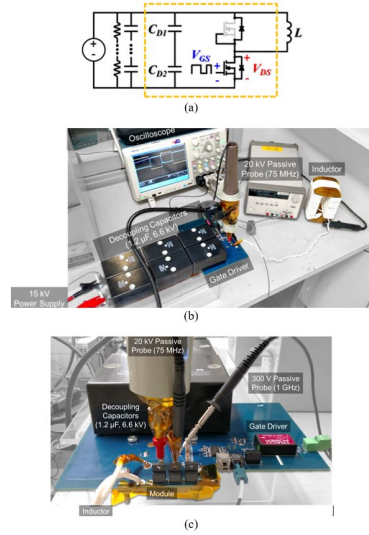 C_D1
L
V_GS
+
V_DS
C_D2
(a)
Oscilloscope
20 kV Passive
Probe (75 MHz)
Inductor
Decoupling Capacitors
(1.2 μF, 6.6 kV)
Gate Driver
15 kV
Power Supply
(b)
20 kV Passive
Probe (75 MHz)
300 V Passive
Probe (1 GHz)
Decoupling
Capacitors
(1.2 μF, 6.6 kV)
Gate Driver
Module
Inductor
(c)